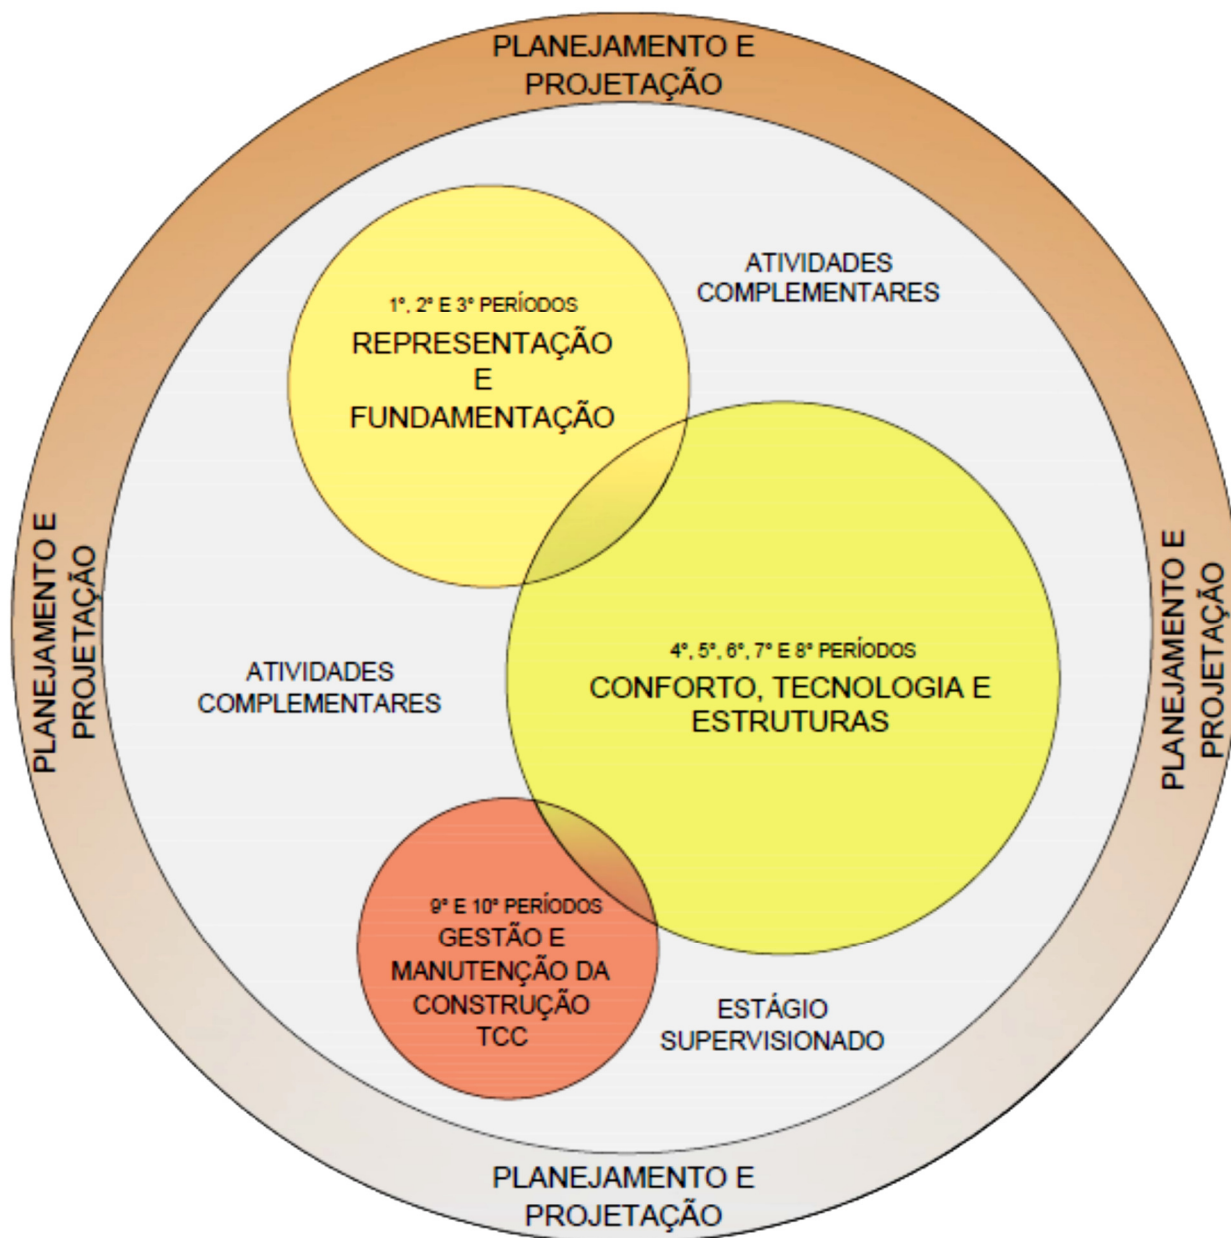 PLANEJAMENTO E
PROJETAÇÃO
ATIVIDADES
COMPLEMENTARES
1º, 2º E 3º PERÍODOS
REPRESENTAÇÃO
E
FUNDAMENTAÇÃO
PLANEJAMENTO E
PROJETAÇÃO
PLANEJAMENTO E
PROJETAÇÃO
ATIVIDADES
COMPLEMENTARES
4º, 5º, 6º, 7º E 8º PERÍODOS
CONFORTO, TECNOLOGIA E
ESTRUTURAS
9º E 10º PERÍODOS
GESTÃO E
MANUTENÇÃO DA
CONSTRUÇÃO
TCC
ESTÁGIO
SUPERVISIONADO
PLANEJAMENTO E
PROJETAÇÃO